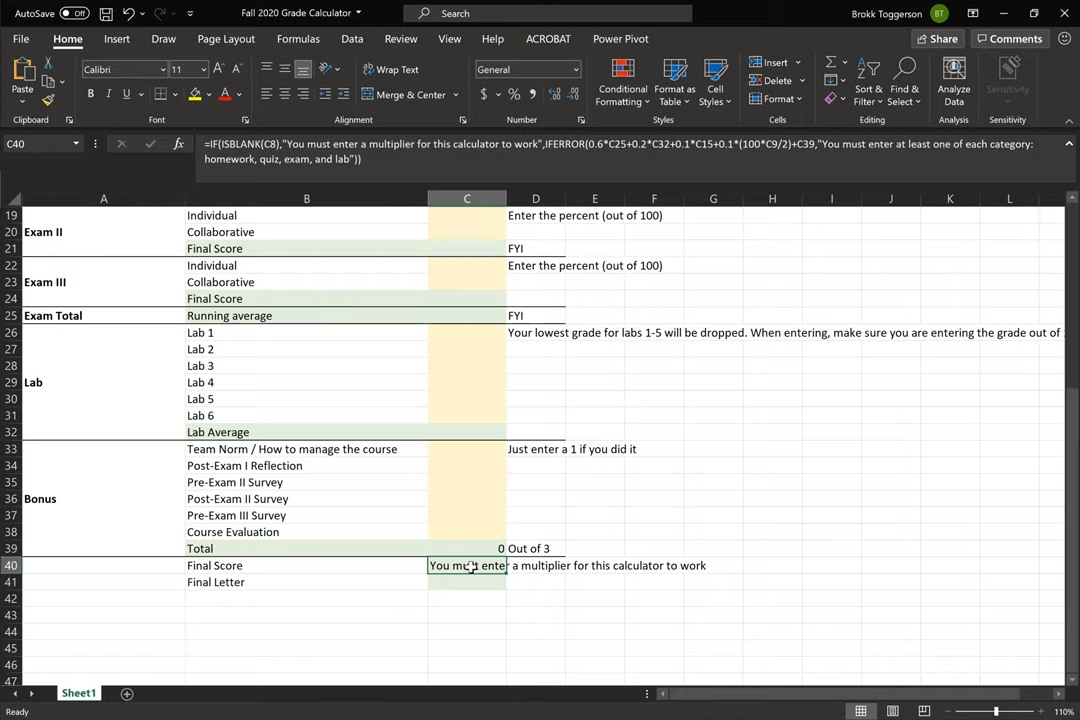 AutoSave Off Fall 2020 Grade Calculator Search Brokk Toggerson BT
File Home Insert Draw Page Layout Formulas Data Review View Help ACROBAT Power Pivot Share Comments
Paste Calibri 11 A A Wrap Text General Conditional Formatting Format as Table Cell Styles Insert Sort & Filter Find & Select Analyze Data Sensitivity
B I U A Merge & Center $ % , Delete Format
Clipboard Font Alignment Number Styles Cells Editing Analysis Sensitivity
C40 fx =IF(ISBLANK(C8),"You must enter a multiplier for this calculator to work",IFERROR(0.6*C25+0.2*C32+0.1*C15+0.1*(100*C9/2)+C39,"You must enter at least one of each category:
homework, quiz, exam, and lab"))
A B C D E F G H I J K L
19 Individual Enter the percent (out of 100)
20 Exam II Collaborative
21 Final Score FYI
22 Individual Enter the percent (out of 100)
23 Exam III Collaborative
24 Final Score
25 Exam Total Running average FYI
26 Lab 1 Your lowest grade for labs 1-5 will be dropped. When entering, make sure you are entering the grade out of
27 Lab 2
28 Lab 3
29 Lab Lab 4
30 Lab 5
31 Lab 6
32 Lab Average
33 Team Norm / How to manage the course Just enter a 1 if you did it
34 Post-Exam I Reflection
35 Pre-Exam II Survey
36 Bonus Post-Exam II Survey
37 Pre-Exam III Survey
38 Course Evaluation
39 Total 0 Out of 3
40 Final Score You must enter a multiplier for this calculator to work
41 Final Letter
42
43
44
45
46
47
Sheet1
Ready 110%